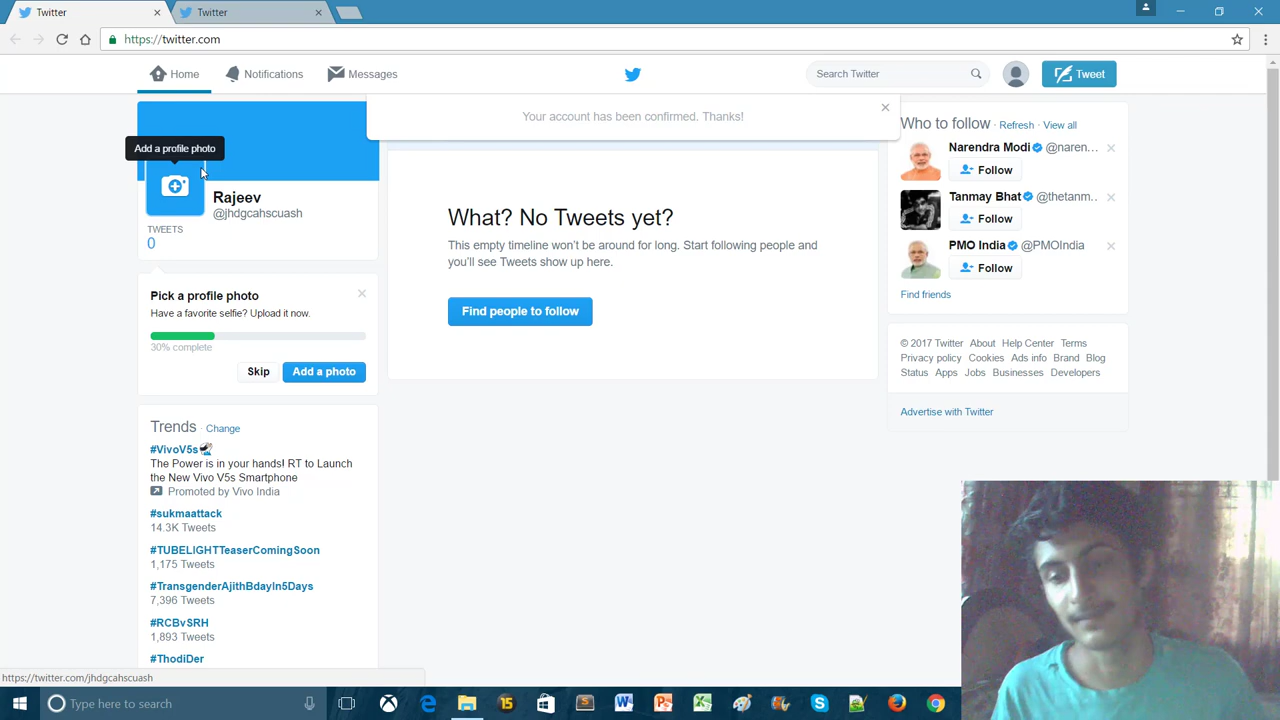 Twitter
Twitter
https://twitter.com
Home
Notifications
Messages
Search Twitter
Tweet
Your account has been confirmed. Thanks!
Add a profile photo
Rajeev
@jhdgcahscuash
TWEETS
0
Pick a profile photo
Have a favorite selfie? Upload it now.
30% complete
Skip
Add a photo
Trends · Change
#VivoV5s
The Power is in your hands! RT to Launch
the New Vivo V5s Smartphone
Promoted by Vivo India
#sukmaattack
14.3K Tweets
#TUBELIGHTTeaserComingSoon
1,175 Tweets
#TransgenderAjithBdayIn5Days
7,396 Tweets
#RCBvSRH
1,893 Tweets
#ThodiDer
What? No Tweets yet?
This empty timeline won't be around for long. Start following people and
you'll see Tweets show up here.
Find people to follow
Who to follow · Refresh · View all
Narendra Modi @naren...
Follow
Tanmay Bhat @thetanm..
Follow
PMO India @PMOIndia
Follow
Find friends
© 2017 Twitter About Help Center Terms
Privacy policy Cookies Ads info Brand Blog
Status Apps Jobs Businesses Developers
Advertise with Twitter
https://twitter.com/jhdgcahscuash
Type here to search
15